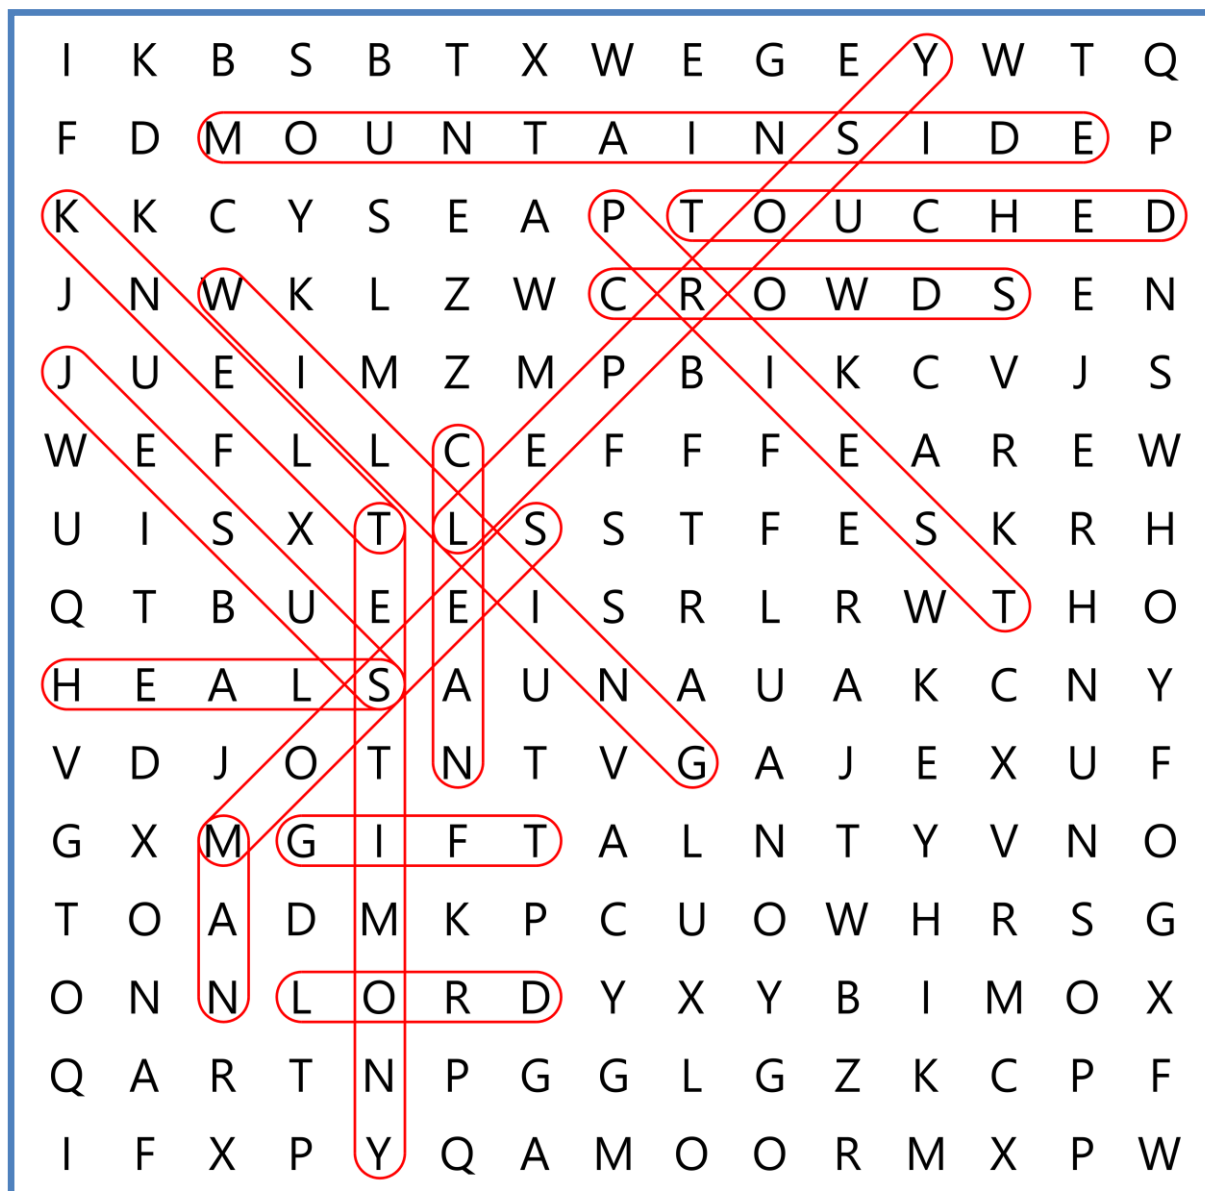 I K B S B T X W E G E Y W T Q
F D M O U N T A I N S I D E P
K K C Y S E A P T O U C H E D
J N W K L Z W C R O W D S E N
J U E I M Z M P B I K C V J S
W E F L L C E F F F E A R E W
U I S X T L S S T F E S K R H
Q T B U E E I S R L R W T H O
H E A L S A U N A U A K C N Y
V D J O T N T V G A J E X U F
G X M G I F T A L N T Y V N O
T O A D M K P C U O W H R S G
O N N L O R D Y X Y B I M O X
Q A R T N P G G L G Z K C P F
I F X P Y Q A M O O R M X P W